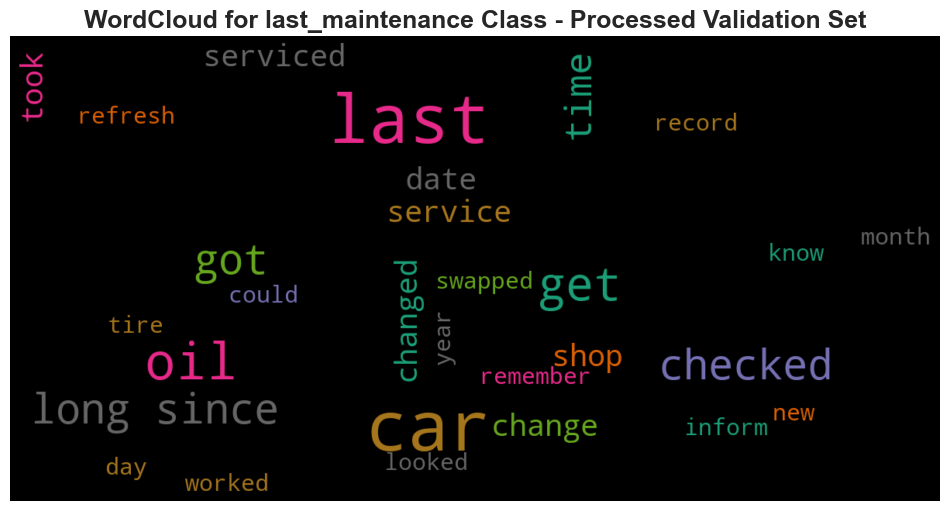 WordCloud for last_maintenance Class - Processed Validation Set
took
serviced
time
refresh
last
record
date
service
month
got
know
could
changed
swapped
get
tire
year
oil
shop
checked
remember
long since
car
change
new
inform
looked
day
worked